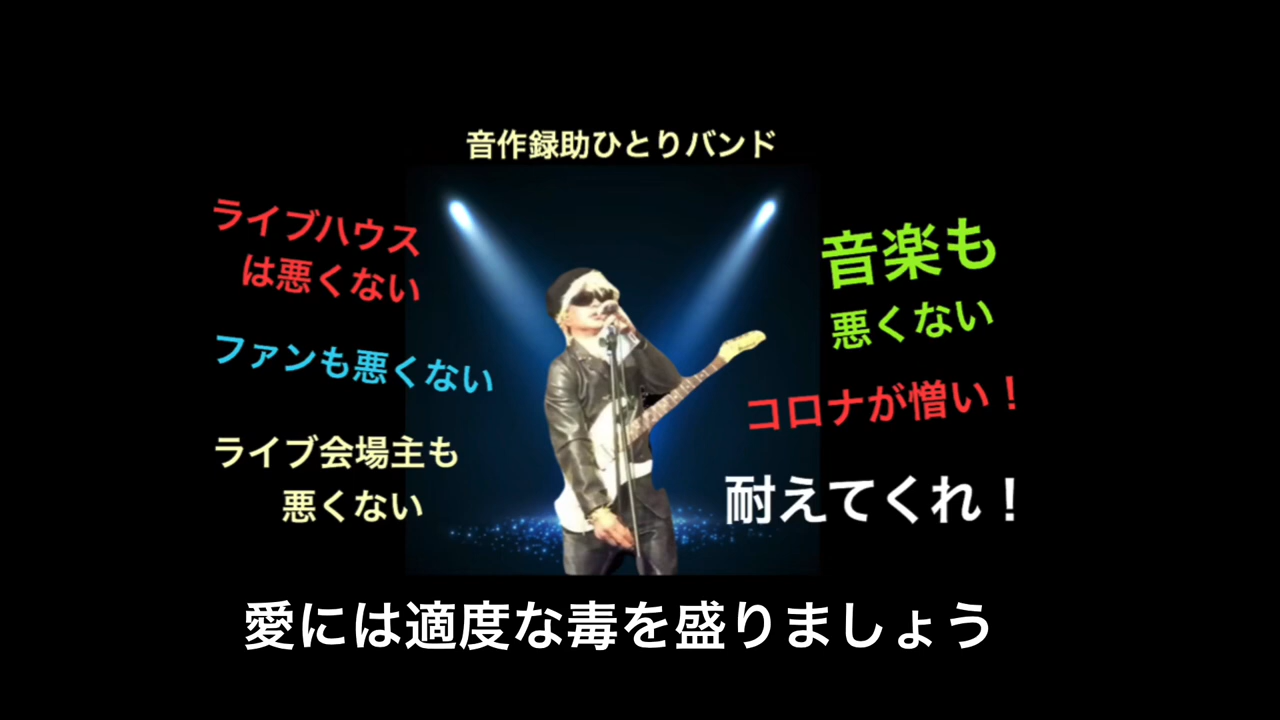 音作録助ひとりバンド
ライブハウス
は悪くない
ファンも悪くない
ライブ会場主も
悪くない
音楽も
悪くない
コロナが憎い！
耐えてくれ！
愛には適度な毒を盛りましょう